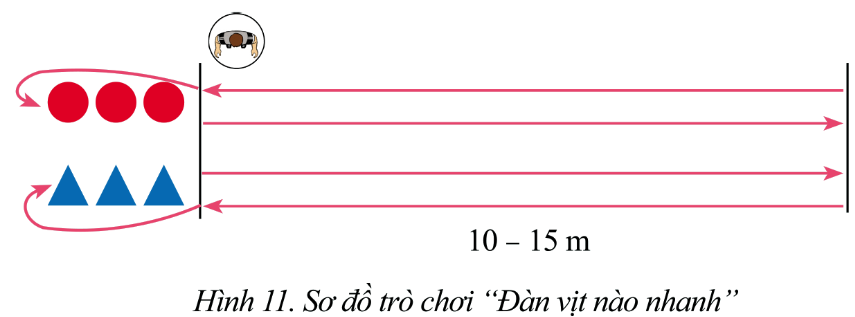 10 – 15 m
Hình 11. Sơ đồ trò chơi “Đàn vịt nào nhanh”